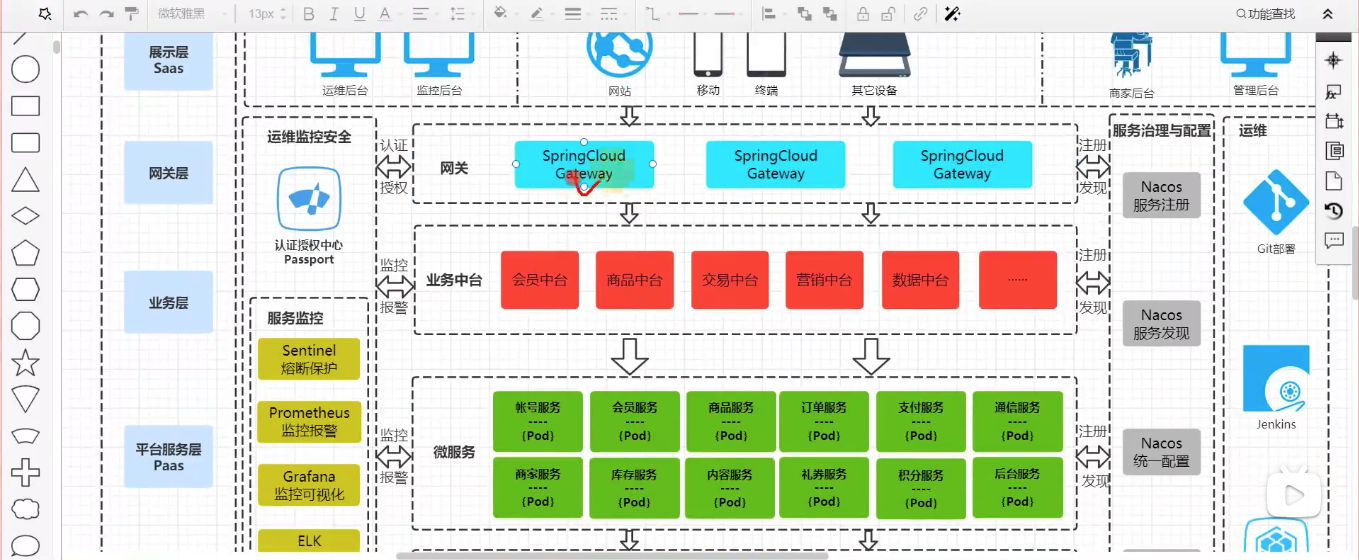 微软雅黑
13px
B
I
U
A
功能查找
展示层
Saas
运维后台
监控后台
网站
移动
终端
其它设备
商家后台
管理后台
网关层
运维监控安全
认证
授权
认证授权中心
Passport
网关
SpringCloud
Gateway
SpringCloud
Gateway
SpringCloud
Gateway
注册
发现
服务治理与配置
Nacos
服务注册
运维
Git部署
业务层
监控
报警
业务中台
会员中台
商品中台
交易中台
营销中台
数据中台
......
注册
发现
Nacos
服务发现
服务监控
Sentinel
熔断保护
Prometheus
监控报警
Grafana
监控可视化
ELK
Jenkins
平台服务层
Paas
监控
报警
微服务
帐号服务
----
{Pod}
会员服务
----
{Pod}
商品服务
----
{Pod}
订单服务
----
{Pod}
支付服务
----
{Pod}
通信服务
----
{Pod}
商家服务
----
{Pod}
库存服务
----
{Pod}
内容服务
----
{Pod}
礼券服务
----
{Pod}
积分服务
----
{Pod}
后台服务
----
{Pod}
注册
发现
Nacos
统一配置